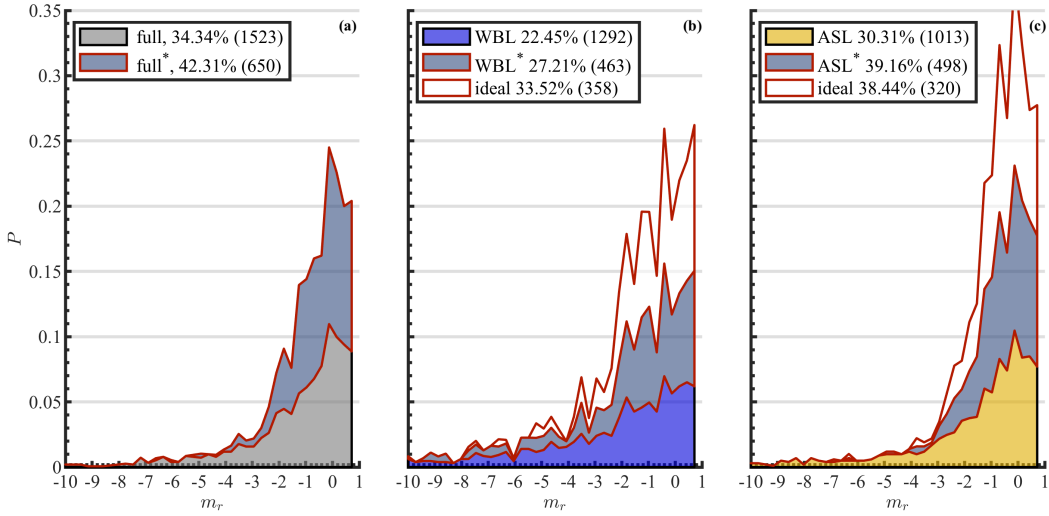 (a)
full, 34.34% (1523)
full*, 42.31% (650)
(b)
WBL 22.45% (1292)
WBL* 27.21% (463)
ideal 33.52% (358)
(c)
ASL 30.31% (1013)
ASL* 39.16% (498)
ideal 38.44% (320)
P
0.35
0.3
0.25
0.2
0.15
0.1
0.05
0
-10 -9 -8 -7 -6 -5 -4 -3 -2 -1 0 1
-10 -9 -8 -7 -6 -5 -4 -3 -2 -1 0 1
-10 -9 -8 -7 -6 -5 -4 -3 -2 -1 0 1
m_r
m_r
m_r